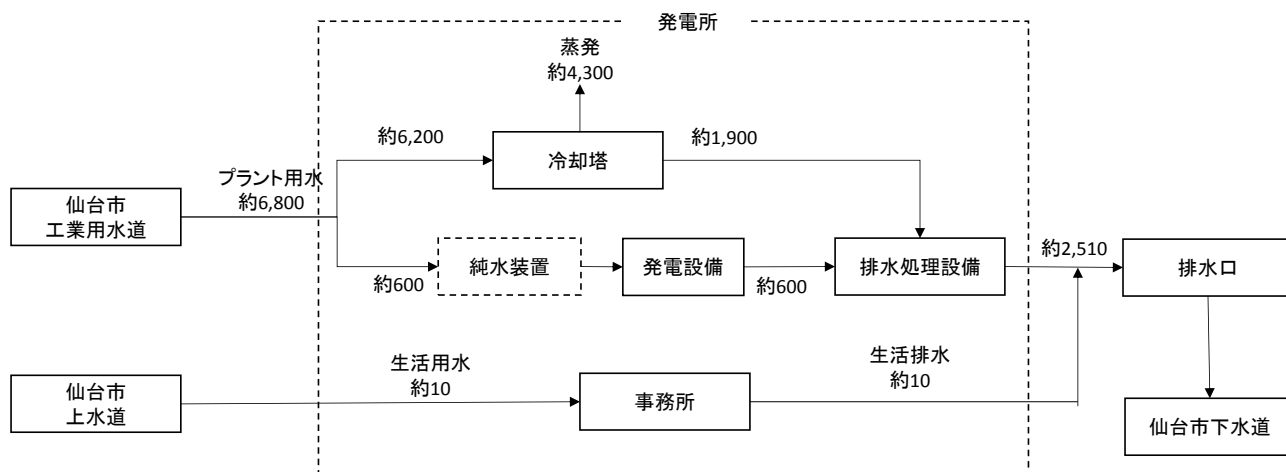 発電所
蒸発
約4,300
約6,200
冷却塔
約1,900
プラント用水
約6,800
仙台市
工業用水道
約600
純水装置
発電設備
約600
排水処理設備
約2,510
排水口
仙台市
上水道
生活用水
約10
事務所
生活排水
約10
仙台市下水道